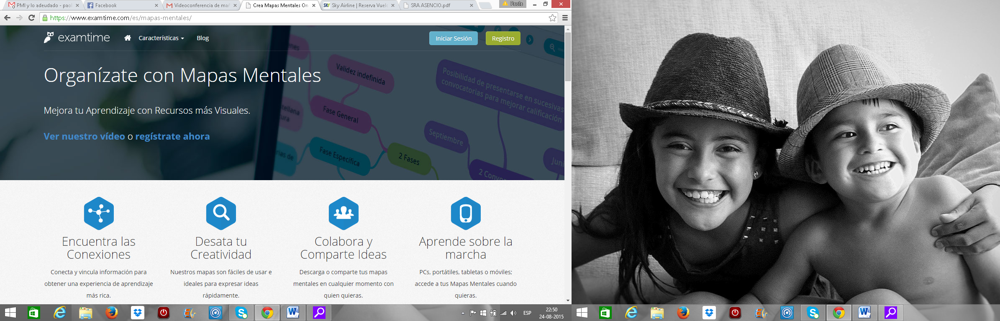 PMI y lo adeudado - paol
Facebook
Videoconferencia de mañ
Crea Mapas Mentales On
SKY Sky Airline | Reserva Vuelo
SRA ASENCIO.pdf
Paola
https://www.examtime.com/es/mapas-mentales/
examtime
Características
Blog
Iniciar Sesión
Registro
Organízate con Mapas Mentales
Mejora tu Aprendizaje con Recursos más Visuales.
Ver nuestro vídeo o regístrate ahora
Validez indefinida
Fase General
Fase Específica
2 Fases
Posibilidad de presentarse en sucesivas
convocatorias para mejorar calificación
Septiembre
2 Convo
Juni
Encuentra las
Conexiones
Conecta y vincula información para
obtener una experiencia de aprendizaje
más rica.
Desata tu
Creatividad
Nuestros mapas son fáciles de usar e
ideales para expresar ideas
rápidamente.
Colabora y
Comparte Ideas
Descarga o comparte tus mapas
mentales en cualquier momento con
quien quieras.
Aprende sobre la
marcha
PCs, portátiles, tabletas o móviles;
accede a tus Mapas Mentales cuando
quieras.
ESP
22:50
24-08-2015